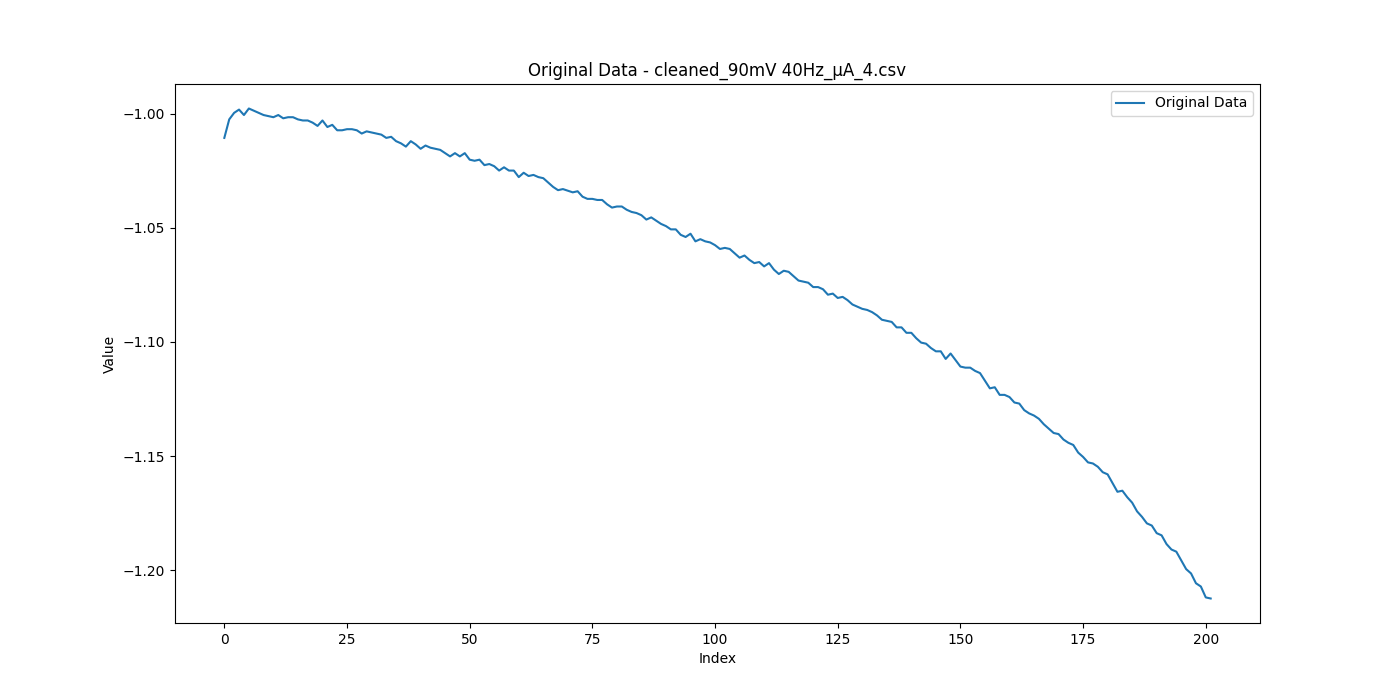 Original Data - cleaned_90mV 40Hz_µA_4.csv
Original Data
−1.00
−1.05
−1.10
−1.15
−1.20
Value
0 25 50 75 100 125 150 175 200
Index